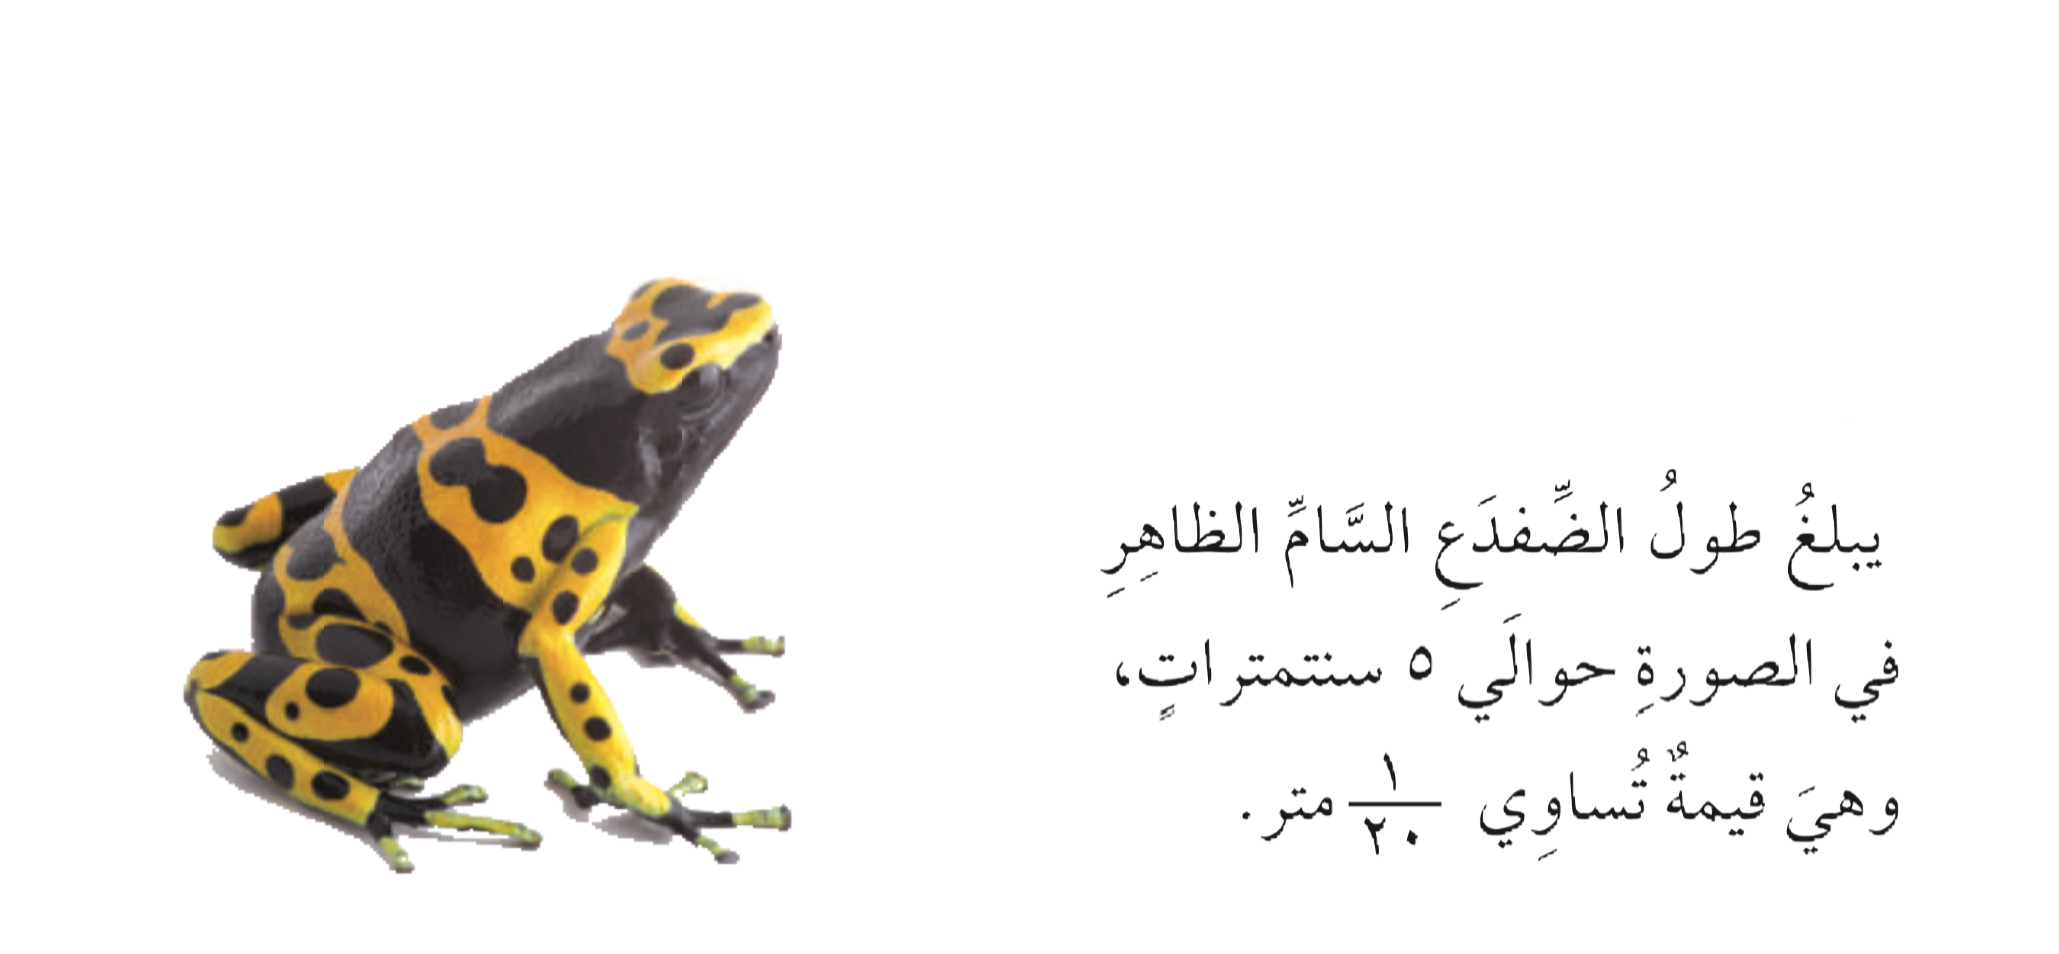 يبلغُ طولُ الضِّفدَعِ السَّامِّ الظاهِرِ
في الصورةِ حوالَي ٥ سنتمتراتٍ،
وهيَ قيمةٌ تُساوِي ١/٢٠ متر.